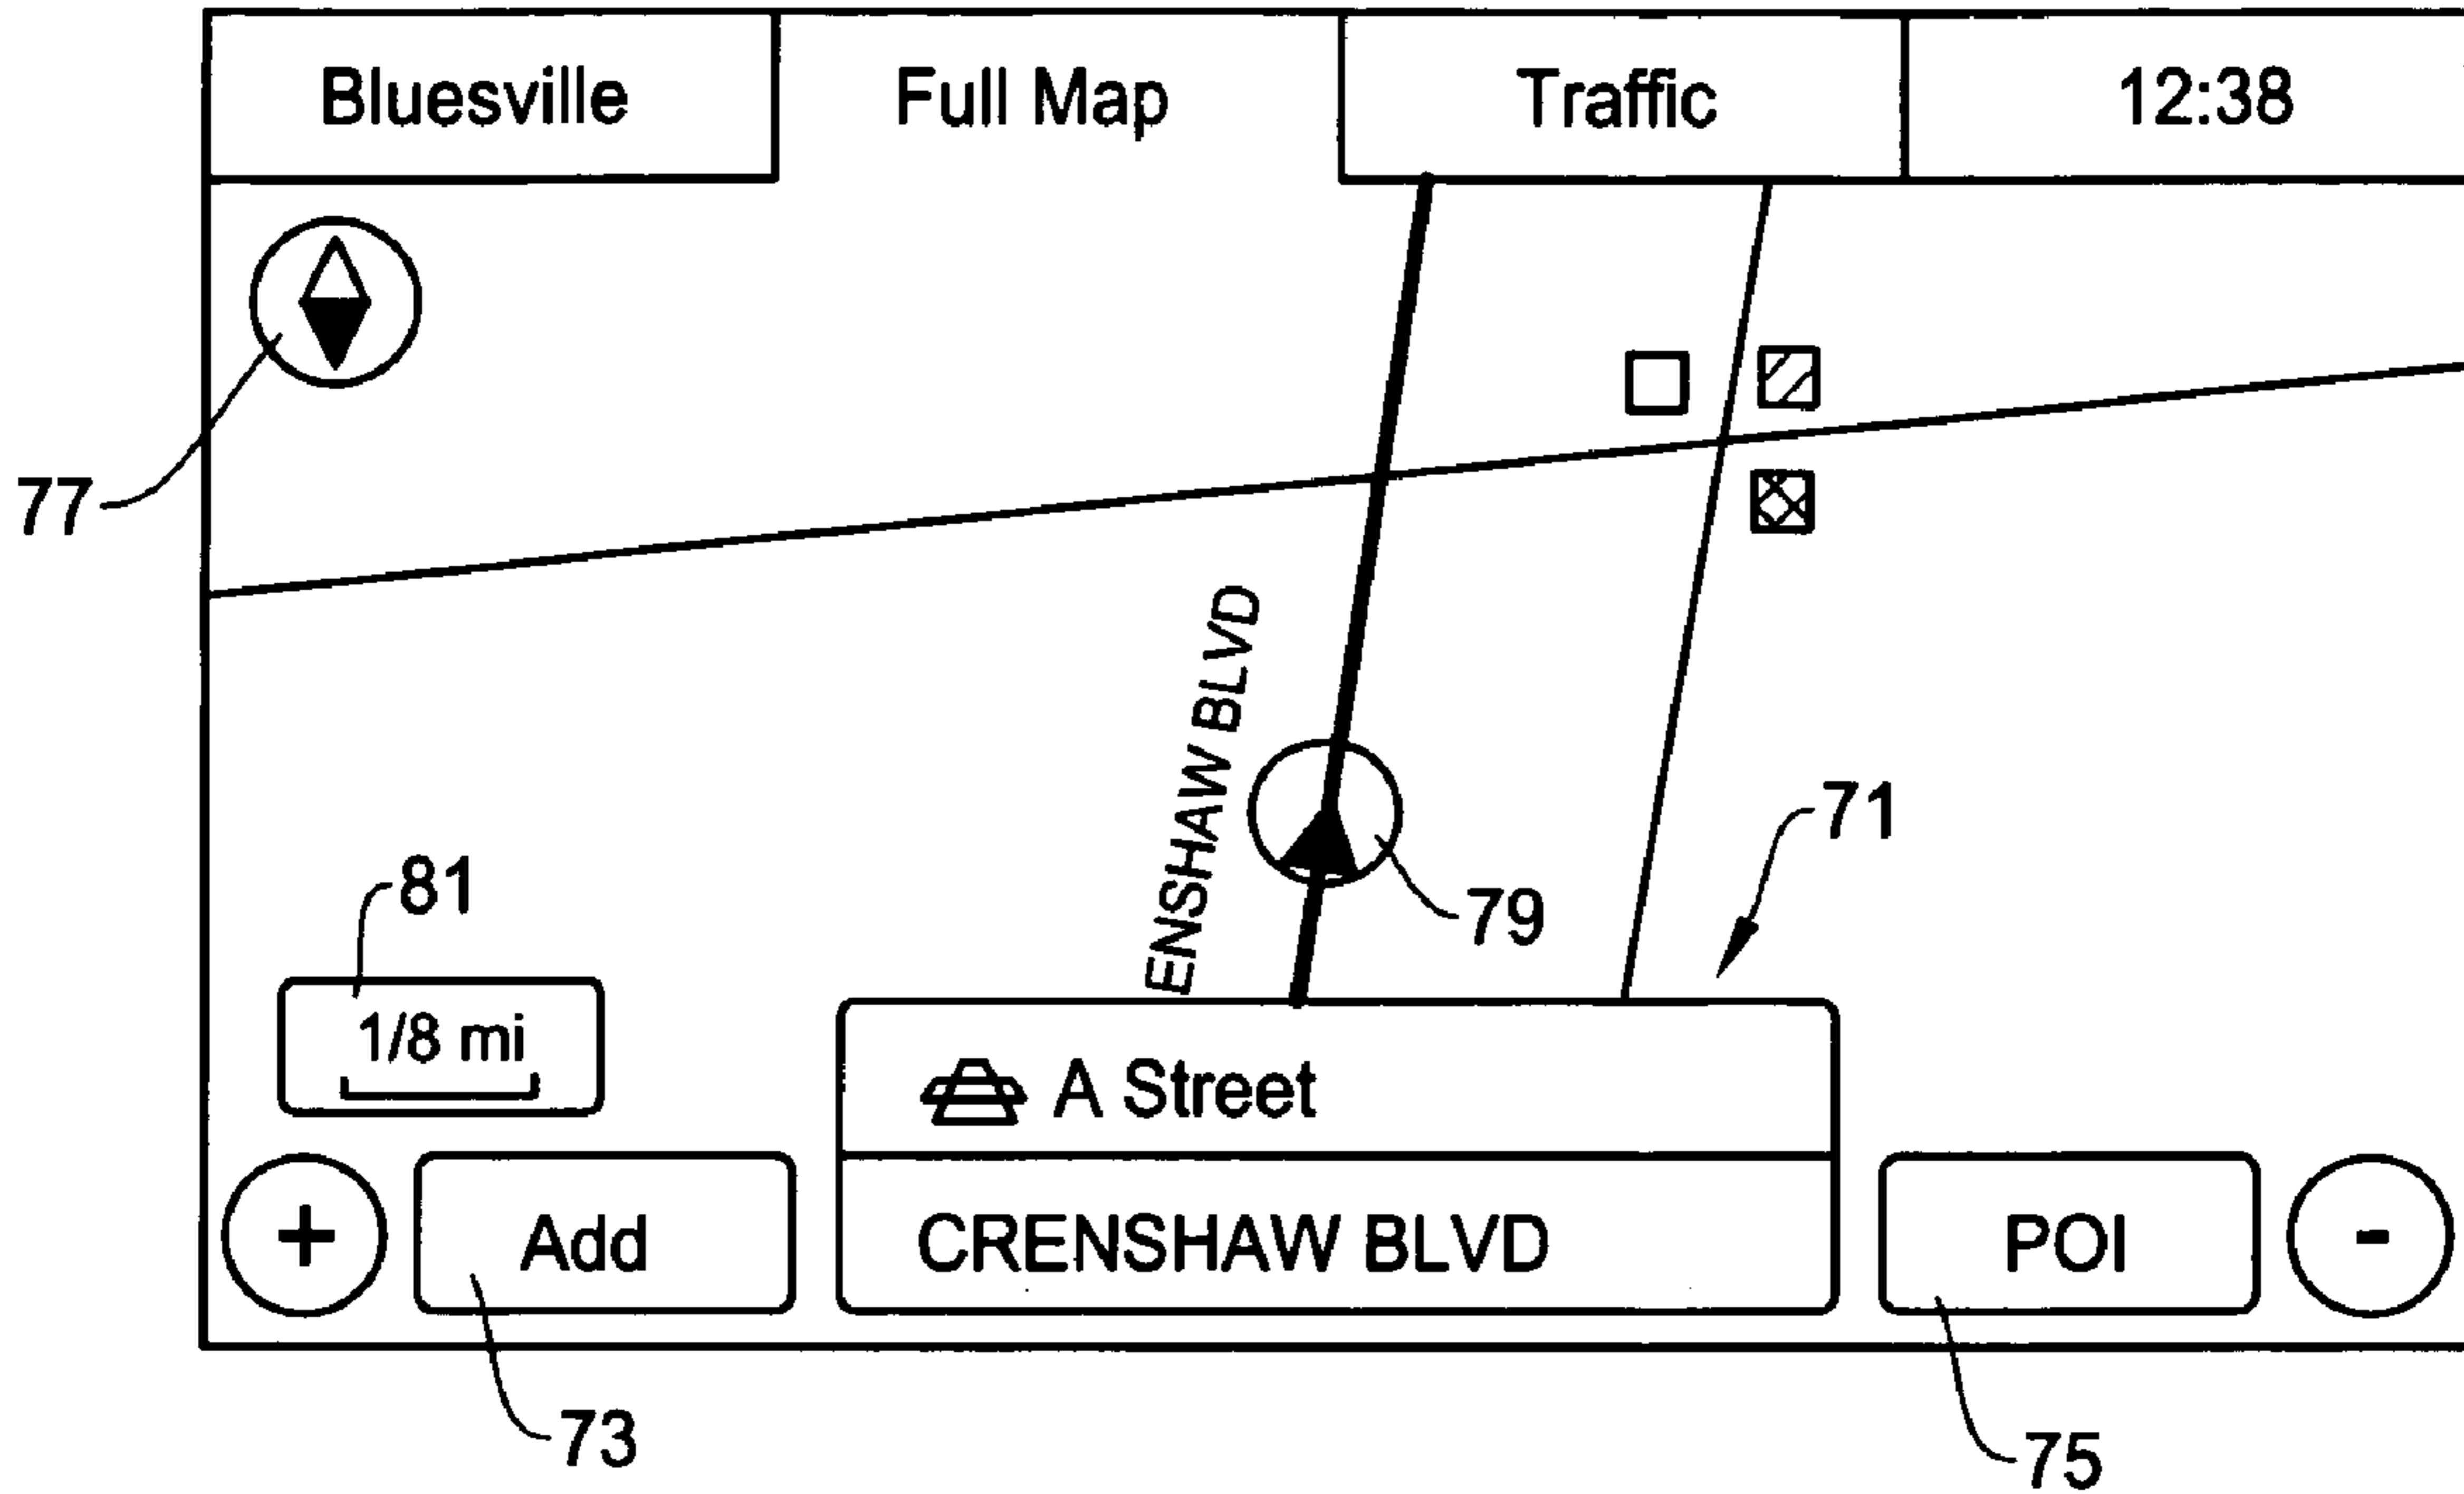 Bluesville Full Map Traffic 12:38
77
ENSHAW BLVD
71
81
79
1/8 mi
A Street
+ Add CRENSHAW BLVD POI -
73
75